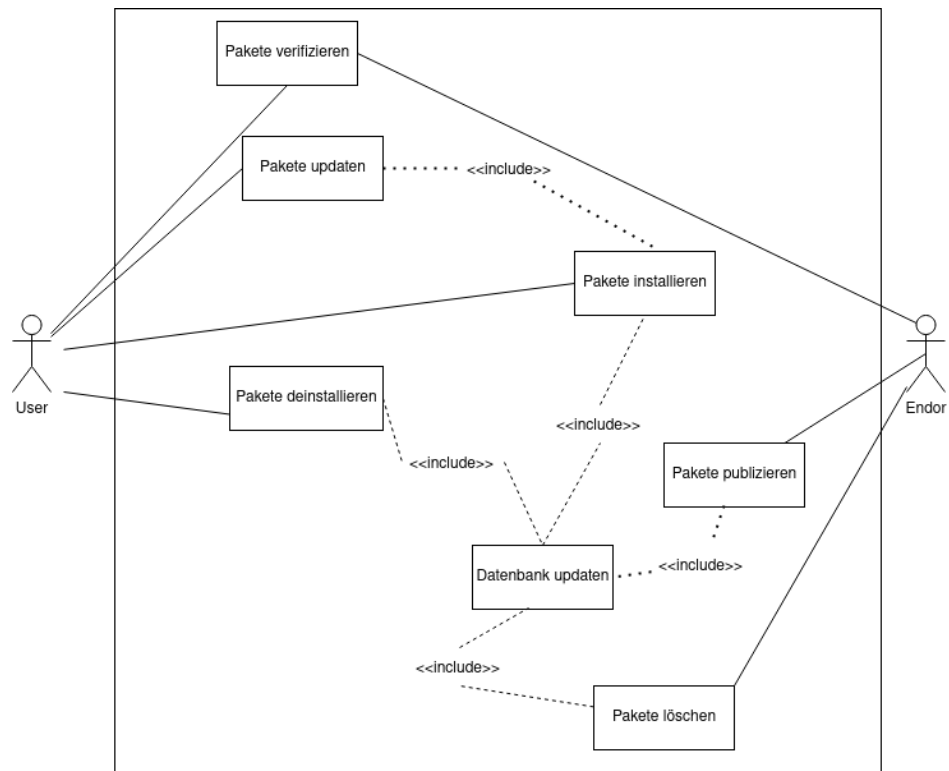 Pakete verifizieren
Pakete updaten
<<include>>
Pakete installieren
User
Endor
Pakete deinstallieren
<<include>>
<<include>>
Pakete publizieren
Datenbank updaten
<<include>>
<<include>>
Pakete löschen